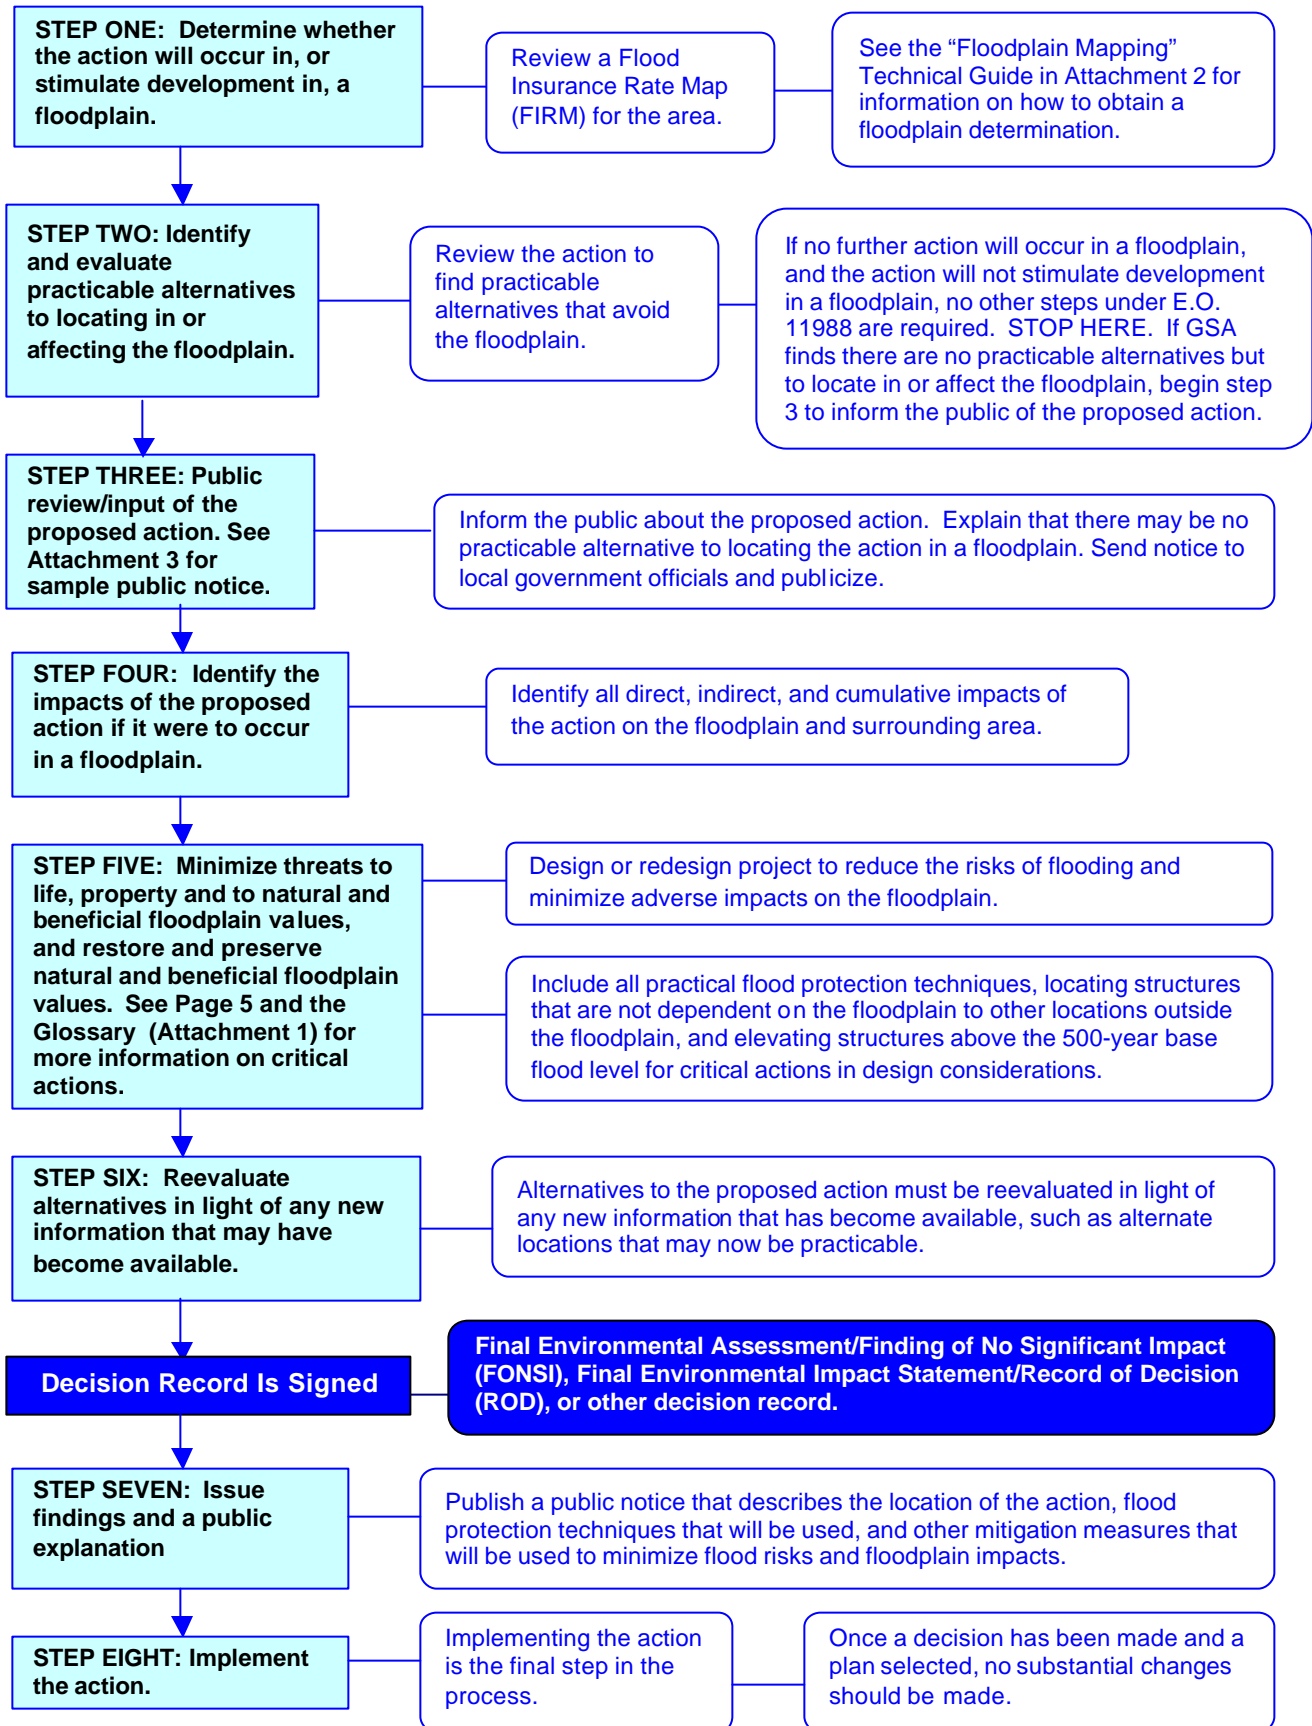 STEP ONE:  Determine whether
the action will occur in, or
stimulate development in, a
floodplain.
Review a Flood
Insurance Rate Map
(FIRM) for the area.
See the “Floodplain Mapping”
Technical Guide in Attachment 2 for
information on how to obtain a
floodplain determination.
STEP TWO: Identify
and evaluate
practicable alternatives
to locating in or
affecting the floodplain.
Review the action to
find practicable
alternatives that avoid
the floodplain.
If no further action will occur in a floodplain,
and the action will not stimulate development
in a floodplain, no other steps under E.O.
11988 are required.  STOP HERE.  If GSA
finds there are no practicable alternatives but
to locate in or affect the floodplain, begin step
3 to inform the public of the proposed action.
STEP THREE: Public
review/input of the
proposed action. See
Attachment 3 for
sample public notice.
Inform the public about the proposed action.  Explain that there may be no
practicable alternative to locating the action in a floodplain. Send notice to
local government officials and publicize.
STEP FOUR:  Identify the
impacts of the proposed
action if it were to occur
in a floodplain.
Identify all direct, indirect, and cumulative impacts of
the action on the floodplain and surrounding area.
STEP FIVE:  Minimize threats to
life, property and to natural and
beneficial floodplain values,
and restore and preserve
natural and beneficial floodplain
values.  See Page 5 and the
Glossary  (Attachment 1) for
more information on critical
actions.
Design or redesign project to reduce the risks of flooding and
minimize adverse impacts on the floodplain.
Include all practical flood protection techniques, locating structures
that are not dependent on the floodplain to other locations outside
the floodplain, and elevating structures above the 500-year base
flood level for critical actions in design considerations.
STEP SIX:  Reevaluate
alternatives in light of any new
information that may have
become available.
Alternatives to the proposed action must be reevaluated in light of
any new information that has become available, such as alternate
locations that may now be practicable.
Decision Record Is Signed
Final Environmental Assessment/Finding of No Significant Impact
(FONSI), Final Environmental Impact Statement/Record of Decision
(ROD), or other decision record.
STEP SEVEN:  Issue
findings and a public
explanation
Publish a public notice that describes the location of the action, flood
protection techniques that will be used, and other mitigation measures that
will be used to minimize flood risks and floodplain impacts.
STEP EIGHT: Implement
the action.
Implementing the action
is the final step in the
process.
Once a decision has been made and a
plan selected, no substantial changes
should be made.